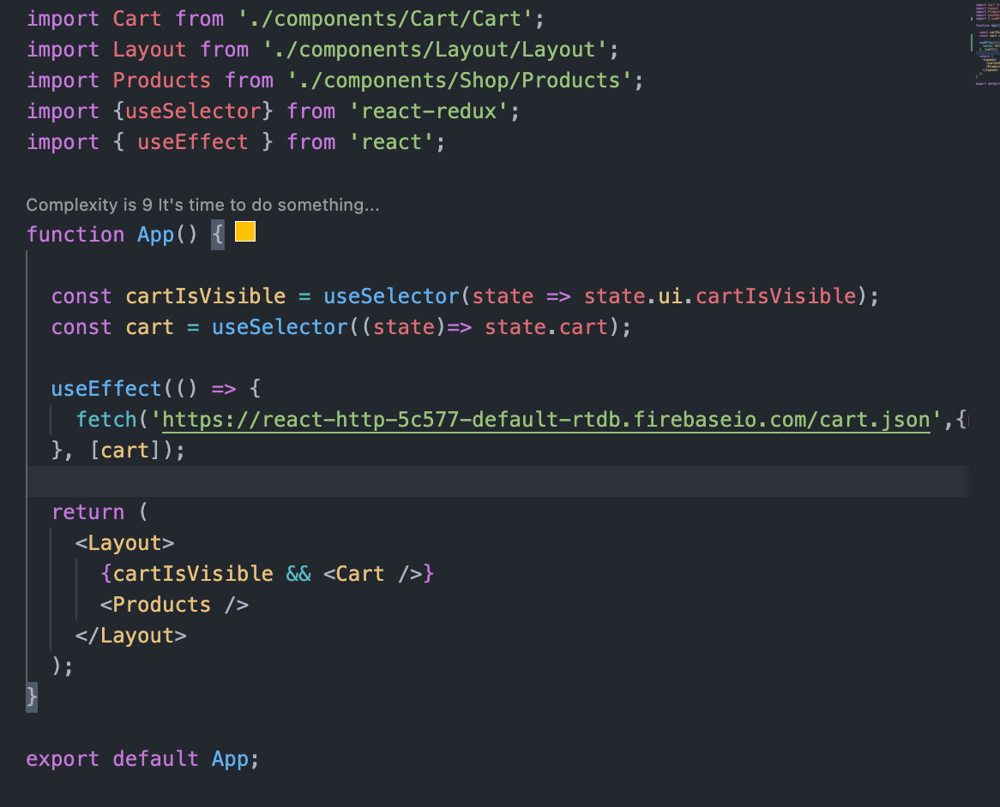 import Cart from './components/Cart/Cart';
import Layout from './components/Layout/Layout';
import Products from './components/Shop/Products';
import {useSelector} from 'react-redux';
import { useEffect } from 'react';
Complexity is 9 It's time to do something...
function App() {
const cartIsVisible = useSelector(state => state.ui.cartIsVisible);
const cart = useSelector((state)=> state.cart);
useEffect(() => {
fetch('https://react-http-5c577-default-rtdb.firebaseio.com/cart.json',{
}, [cart]);
return (
<Layout>
{cartIsVisible && <Cart />}
<Products />
</Layout>
);
}
export default App;